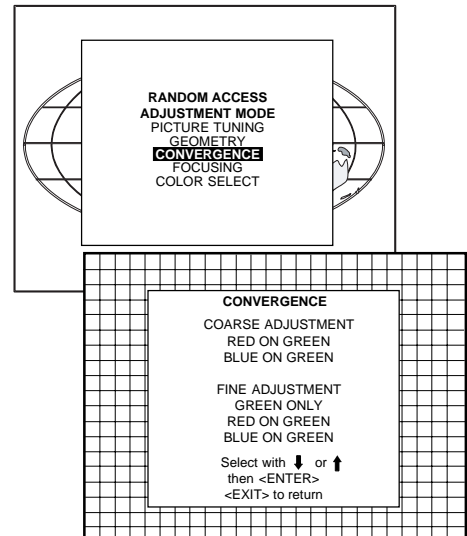 RANDOM ACCESS
ADJUSTMENT MODE
PICTURE TUNING
GEOMETRY
CONVERGENCE
FOCUSING
COLOR SELECT
CONVERGENCE
COARSE ADJUSTMENT
RED ON GREEN
BLUE ON GREEN
FINE ADJUSTMENT
GREEN ONLY
RED ON GREEN
BLUE ON GREEN
Select with ⬇ or ⬆
then <ENTER>
<EXIT> to return